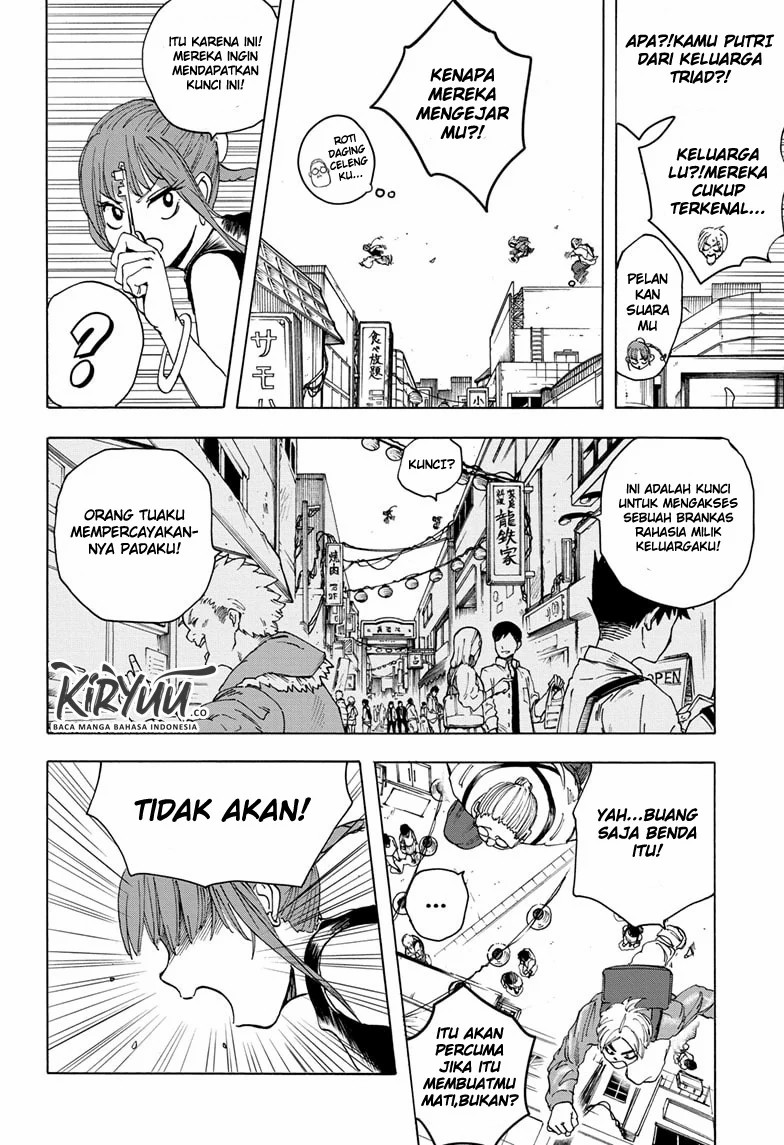 APA?!KAMU PUTRI
DARI KELUARGA
TRIAD?!
KELUARGA
LU?!MEREKA
CUKUP
TERKENAL...
PELAN
KAN
SUARA
MU
KENAPA
MEREKA
MENGEJAR
MU?!
ROTI
DAGING
CELENG
KU...
食べ放題
小
サモハ
ITU KARENA INI!
MEREKA INGIN
MENDAPATKAN
KUNCI INI!
?
INI ADALAH KUNCI
UNTUK MENGAKSES
SEBUAH BRANKAS
RAHASIA MILIK
KELUARGAKU!
KUNCI?
龍鉄家
焼肉
2F
OPEN
ORANG TUAKU
MEMPERCAYAKAN-
NYA PADAKU!
KIRYUU.CO
BACA MANGA BAHASA INDONESIA
YAH...BUANG
SAJA BENDA
ITU!
...
ITU AKAN
PERCUMA
JIKA ITU
MEMBUATMU
MATI,BUKAN?
TIDAK AKAN!